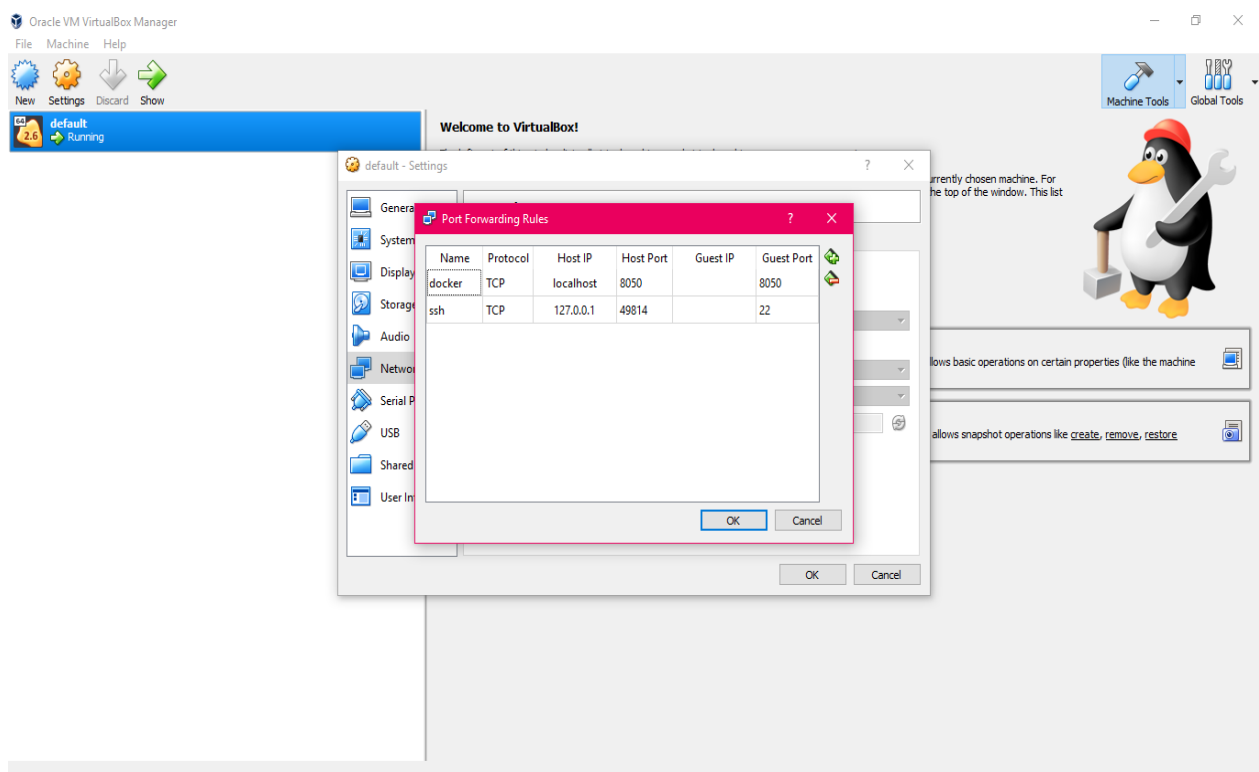 Oracle VM VirtualBox Manager
File Machine Help
New Settings Discard Show
Machine Tools Global Tools
64
2.6
default
Running
Welcome to VirtualBox!
default - Settings ?
urrently chosen machine. For
he top of the window. This list
Genera
System
Display
Storage
Audio
Networ
Serial P
USB
Shared
User In
Port Forwarding Rules ?
Name Protocol Host IP Host Port Guest IP Guest Port
docker TCP localhost 8050 8050
ssh TCP 127.0.0.1 49814 22
OK Cancel
OK Cancel
llows basic operations on certain properties (like the machine
allows snapshot operations like create, remove, restore